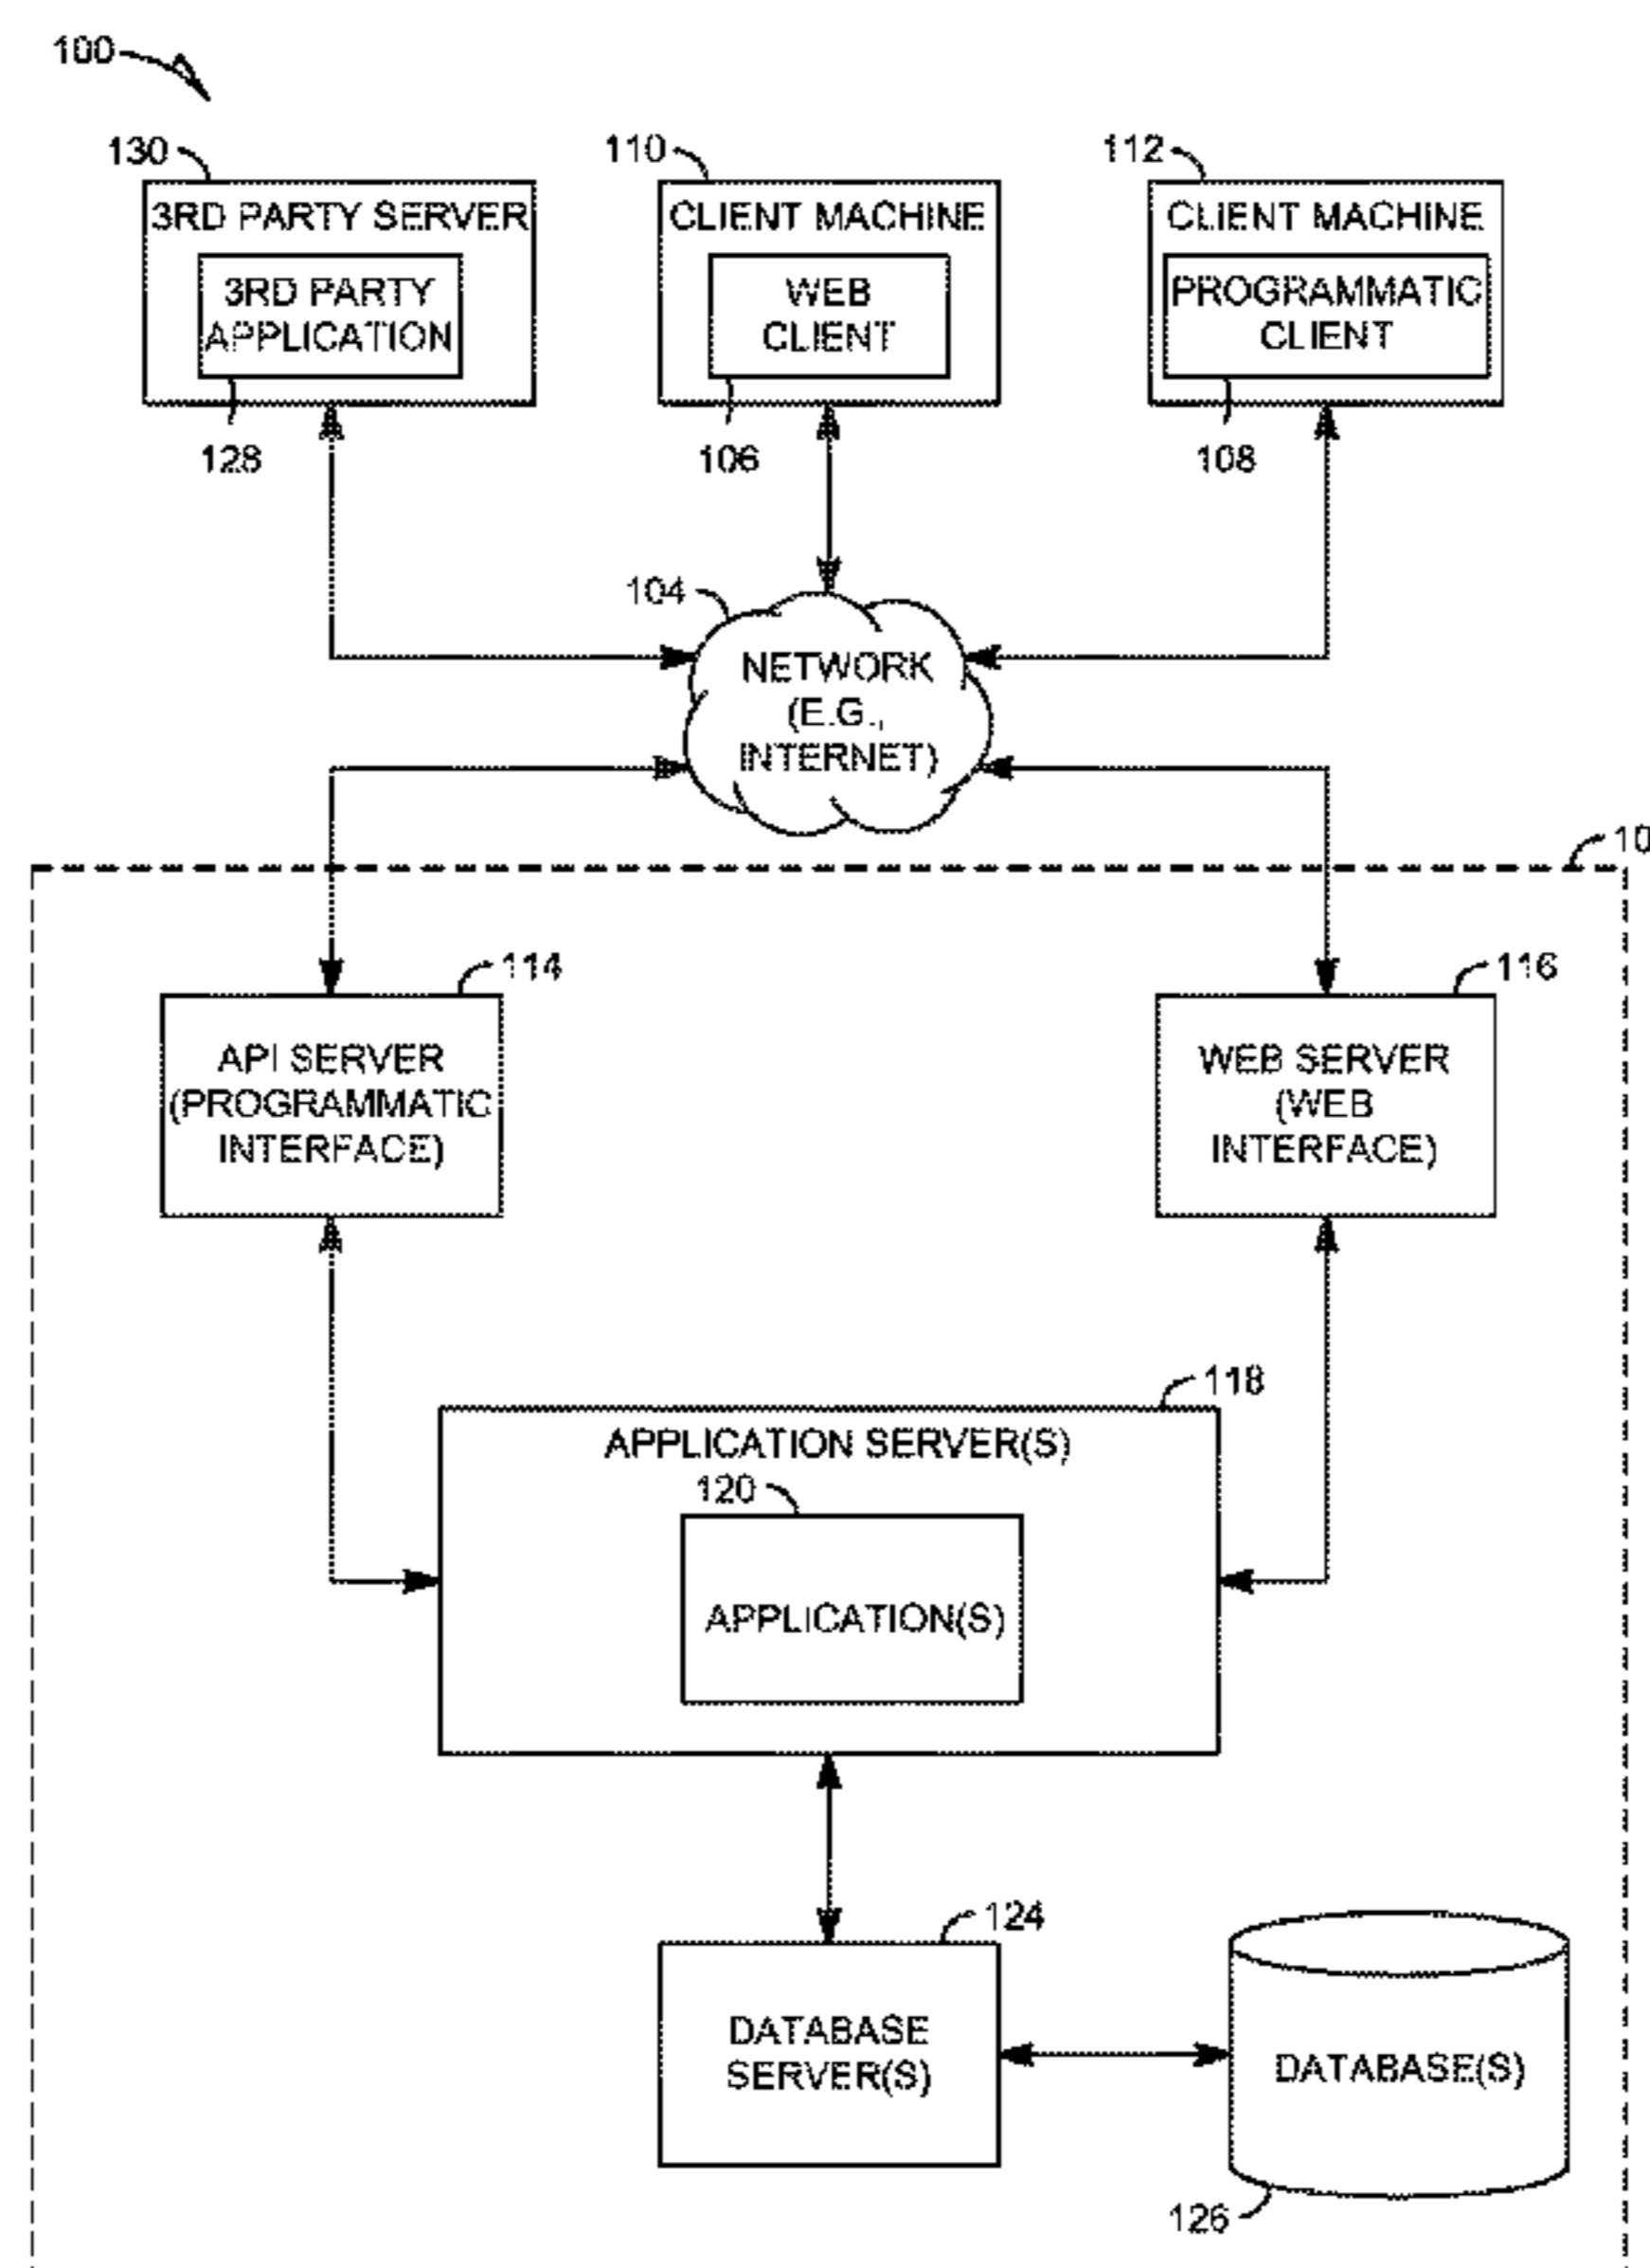 100
130
110
112
3RD PARTY SERVER
CLIENT MACHINE
CLIENT MACHINE
3RD PARTY
APPLICATION
WEB
CLIENT
PROGRAMMATIC
CLIENT
128
106
108
104
NETWORK
(E.G.,
INTERNET)
10
114
116
API SERVER
(PROGRAMMATIC
INTERFACE)
WEB SERVER
(WEB
INTERFACE)
118
APPLICATION SERVER(S)
120
APPLICATION(S)
124
DATABASE
SERVER(S)
DATABASE(S)
126